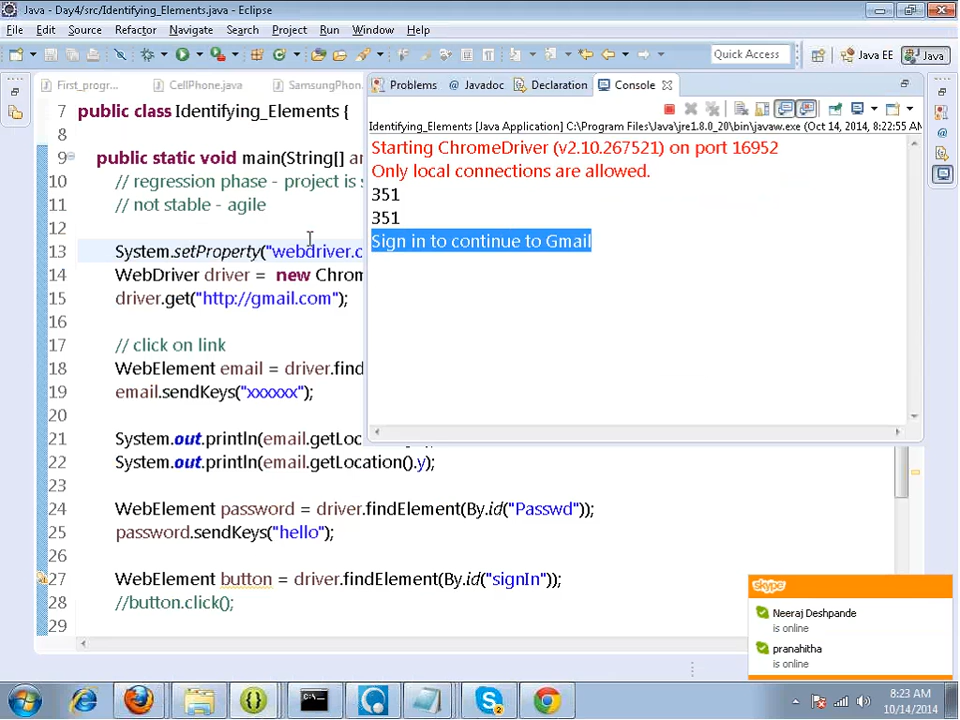 Java - Day4/src/Identifying_Elements.java - Eclipse
File Edit Source Refactor Navigate Search Project Run Window Help
Quick Access Java EE Java
First_progr... CellPhone.java SamsungPhon.
Problems @ Javadoc Declaration Console
Identifying_Elements [Java Application] C:\Program Files\Java\jre1.8.0_20\bin\javaw.exe (Oct 14, 2014, 8:22:55 AM
Starting ChromeDriver (v2.10.267521) on port 16952
Only local connections are allowed.
351
351
Sign in to continue to Gmail
7 public class Identifying_Elements {
8
9 public static void main(String[] ar
10 // regression phase - project is s
11 // not stable - agile
12
13 System.setProperty("webdriver.c
14 WebDriver driver = new Chrom
15 driver.get("http://gmail.com");
16
17 // click on link
18 WebElement email = driver.find
19 email.sendKeys("xxxxxx");
20
21 System.out.println(email.getLoc
22 System.out.println(email.getLocation().y);
23
24 WebElement password = driver.findElement(By.id("Passwd"));
25 password.sendKeys("hello");
26
27 WebElement button = driver.findElement(By.id("signIn"));
28 //button.click();
29
skype
Neeraj Deshpande
is online
pranahitha
is online
2
8:23 AM
10/14/2014